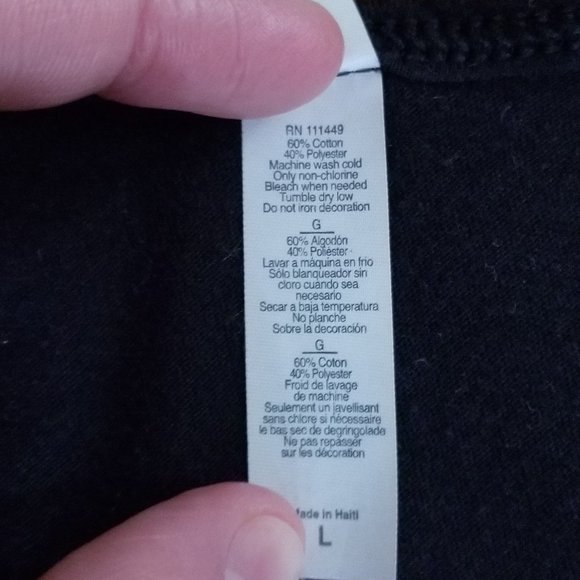 RN 111449
60% Cotton
40% Polyester
Machine wash cold
Only non-chlorine
Bleach when needed
Tumble dry low
Do not iron decoration
G
60% Algodón
40% Poliéster
Lavar a máquina en frio
Sólo blanqueador sin
cloro cuándo sea
necesario
Secar a baja temperatura
No planche
Sobre la decoración
G
60% Coton
40% Polyester
Froid de lavage
de machine
Seulement un javellisant
sans chlore si nécessaire
le bas sec de degringolade
Ne pas repasser
sur les décoration
Made in Haiti
L